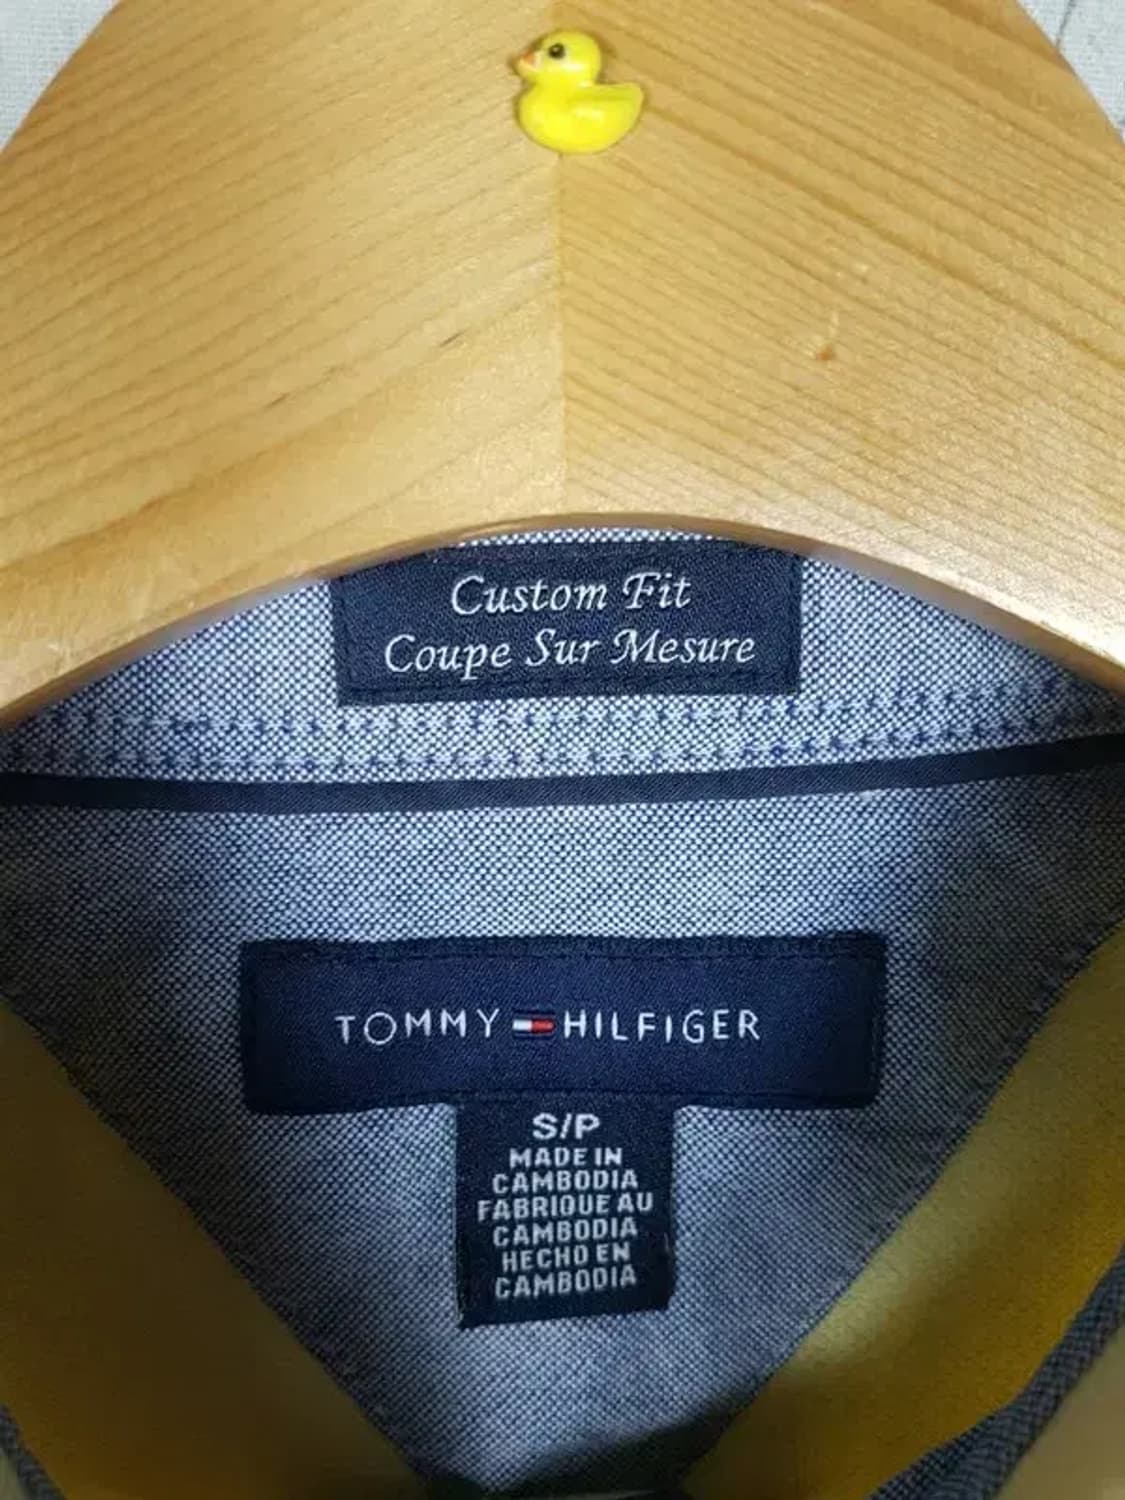 Custom Fit
Coupe Sur Mesure
TOMMY HILFIGER
S/P
MADE IN
CAMBODIA
FABRIQUE AU
CAMBODIA
HECHO EN
CAMBODIA